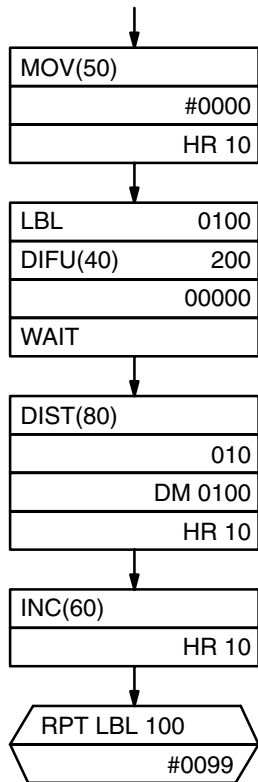 MOV(50)
#0000
HR 10
LBL 0100
DIFU(40) 200
00000
WAIT
DIST(80)
010
DM 0100
HR 10
INC(60)
HR 10
RPT LBL 100
#0099